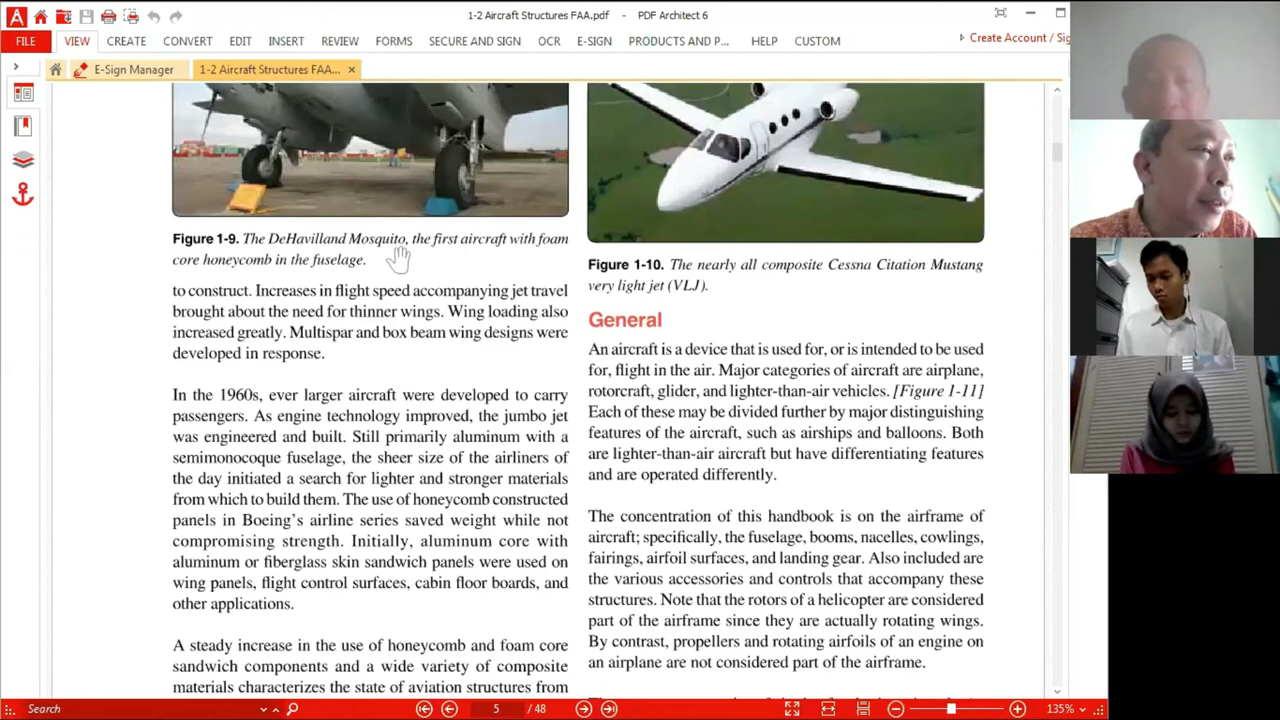 1-2 Aircraft Structures FAA.pdf - PDF Architect 6
FILE VIEW CREATE CONVERT EDIT INSERT REVIEW FORMS SECURE AND SIGN OCR E-SIGN PRODUCTS AND P... HELP CUSTOM
Create Account / Sig
E-Sign Manager
1-2 Aircraft Structures FAA... ×
Figure 1-9. The DeHavilland Mosquito, the first aircraft with foam
core honeycomb in the fuselage.
to construct. Increases in flight speed accompanying jet travel
brought about the need for thinner wings. Wing loading also
increased greatly. Multispar and box beam wing designs were
developed in response.
In the 1960s, ever larger aircraft were developed to carry
passengers. As engine technology improved, the jumbo jet
was engineered and built. Still primarily aluminum with a
semimonocoque fuselage, the sheer size of the airliners of
the day initiated a search for lighter and stronger materials
from which to build them. The use of honeycomb constructed
panels in Boeing's airline series saved weight while not
compromising strength. Initially, aluminum core with
aluminum or fiberglass skin sandwich panels were used on
wing panels, flight control surfaces, cabin floor boards, and
other applications.
A steady increase in the use of honeycomb and foam core
sandwich components and a wide variety of composite
materials characterizes the state of aviation structures from
Figure 1-10. The nearly all composite Cessna Citation Mustang
very light jet (VLJ).
General
An aircraft is a device that is used for, or is intended to be used
for, flight in the air. Major categories of aircraft are airplane,
rotorcraft, glider, and lighter-than-air vehicles. [Figure 1-11]
Each of these may be divided further by major distinguishing
features of the aircraft, such as airships and balloons. Both
are lighter-than-air aircraft but have differentiating features
and are operated differently.
The concentration of this handbook is on the airframe of
aircraft; specifically, the fuselage, booms, nacelles, cowlings,
fairings, airfoil surfaces, and landing gear. Also included are
the various accessories and controls that accompany these
structures. Note that the rotors of a helicopter are considered
part of the airframe since they are actually rotating wings.
By contrast, propellers and rotating airfoils of an engine on
an airplane are not considered part of the airframe.
Search
5 / 48
135%